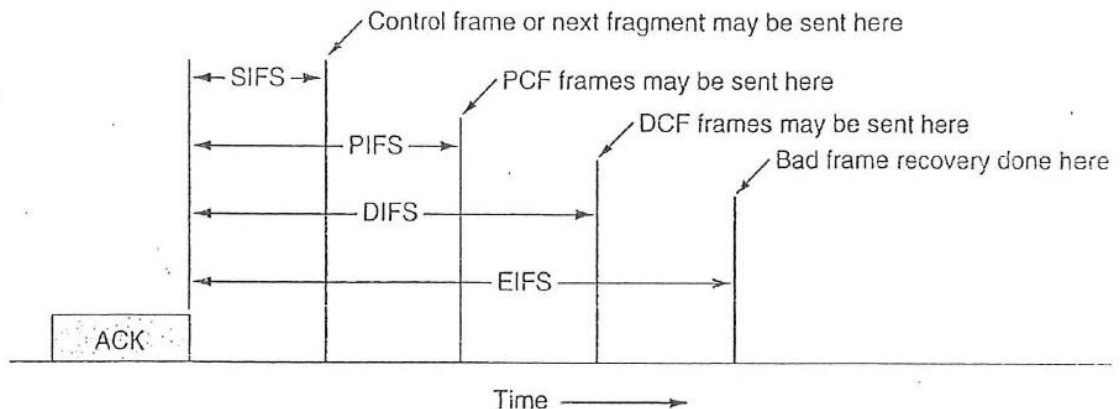 Control frame or next fragment may be sent here
SIFS
PCF frames may be sent here
DCF frames may be sent here
PIFS
Bad frame recovery done here
DIFS
EIFS
ACK
Time